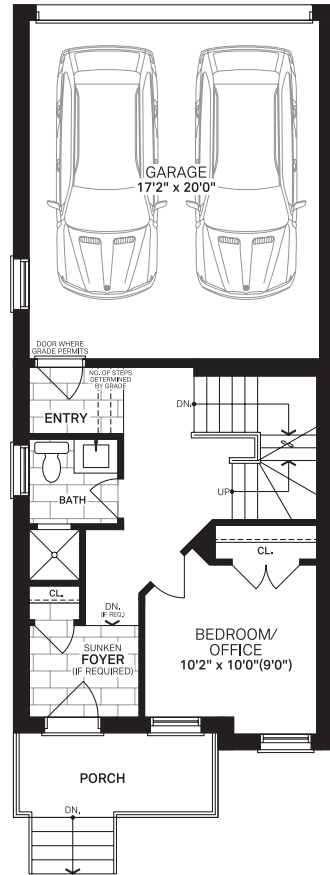 GARAGE
17'2" x 20'0"
DOOR WHERE
GRADE PERMITS
NO. OF STEPS
DETERMINED
BY GRADE
ENTRY
DN.
BATH
UP
CL.
CL.
DN.
(IF REQ.)
SUNKEN
FOYER
(IF REQUIRED)
BEDROOM/
OFFICE
10'2" x 10'0"(9'0")
PORCH
DN.